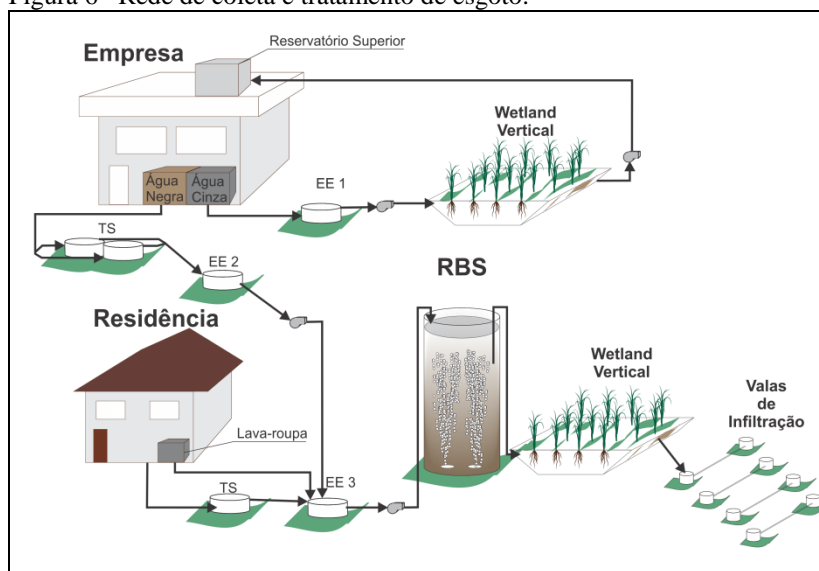 Figura 6 - Rede de coleta e tratamento de esgoto.
Reservatório Superior
Empresa
Wetland
Vertical
Água
Negra
Água
Cinza
EE 1
TS
EE 2
RBS
Residência
Wetland
Vertical
Valas
de
Infiltração
Lava-roupa
TS
EE 3